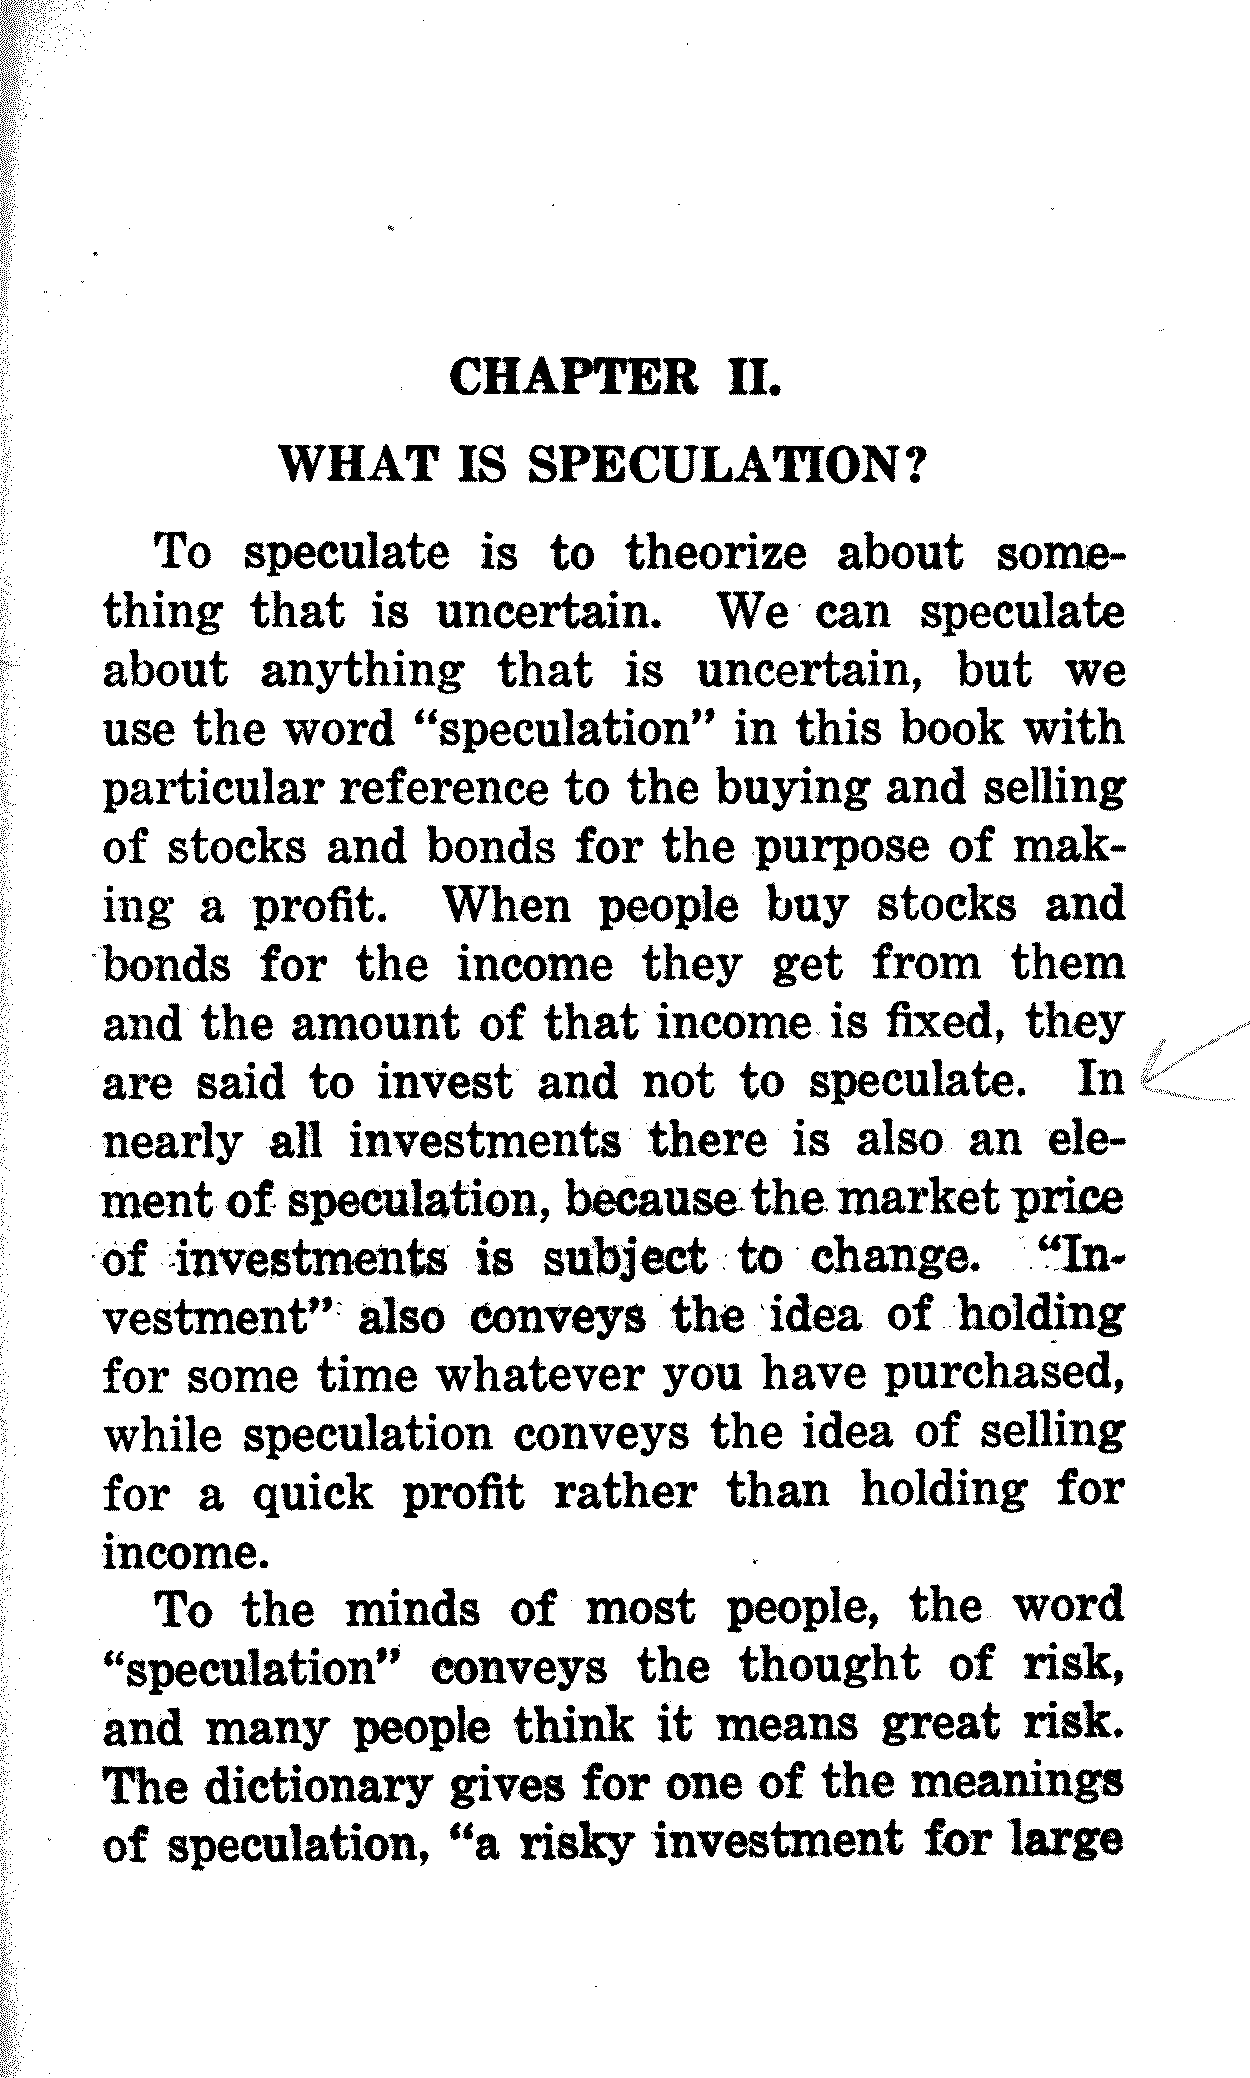 CHAPTER II.
WHAT IS SPECULATION?
To speculate is to theorize about some-
thing that is uncertain. We can speculate
about anything that is uncertain, but we
use the word “speculation” in this book with
particular reference to the buying and selling
of stocks and bonds for the purpose of mak-
ing a profit. When people buy stocks and
bonds for the income they get from them
and the amount of that income is fixed, they
are said to invest and not to speculate. In
nearly all investments there is also an ele-
ment of speculation, because the market price
of investments is subject to change. “In-
vestment” also conveys the idea of holding
for some time whatever you have purchased,
while speculation conveys the idea of selling
for a quick profit rather than holding for
income.
To the minds of most people, the word
“speculation” conveys the thought of risk,
and many people think it means great risk.
The dictionary gives for one of the meanings
of speculation, “a risky investment for large